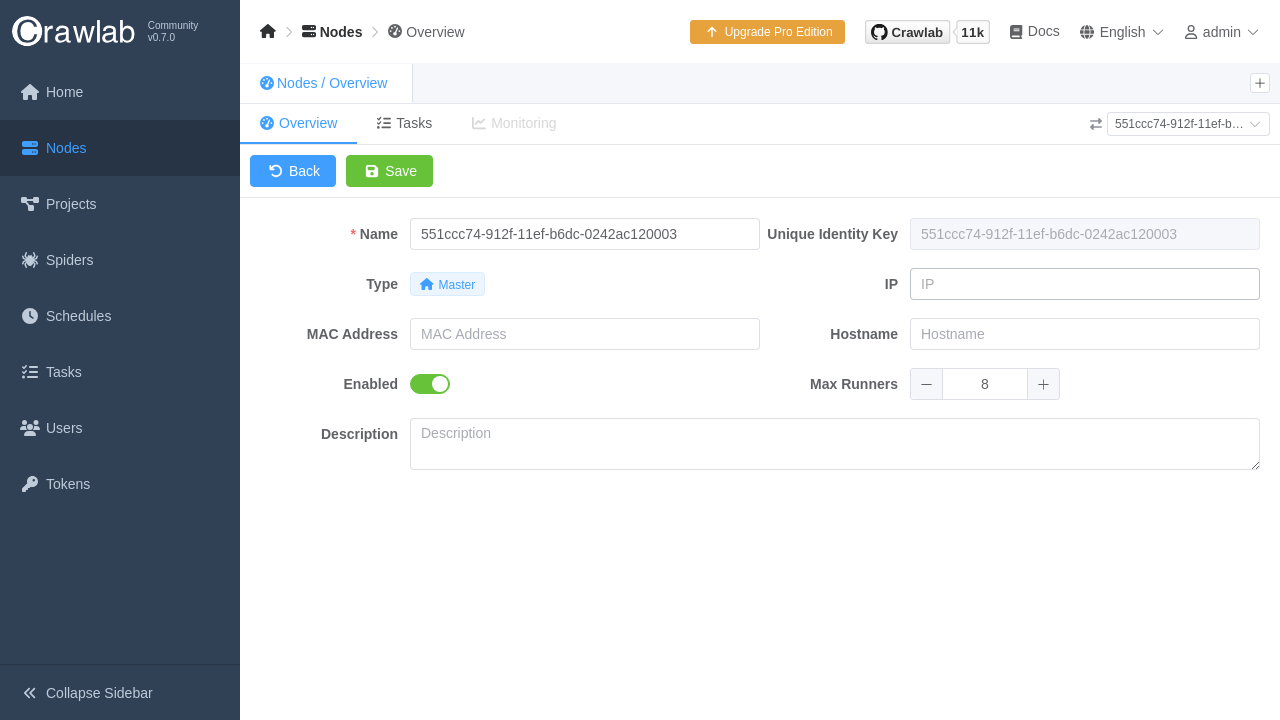 Crawlab
Community
v0.7.0
Home
Nodes
Projects
Spiders
Schedules
Tasks
Users
Tokens
Collapse Sidebar
Nodes
Overview
Upgrade Pro Edition
Crawlab
11k
Docs
English
admin
Nodes / Overview
Overview
Tasks
Monitoring
551ccc74-912f-11ef-b…
Back
Save
* Name
551ccc74-912f-11ef-b6dc-0242ac120003
Unique Identity Key
551ccc74-912f-11ef-b6dc-0242ac120003
Type
Master
IP
IP
MAC Address
MAC Address
Hostname
Hostname
Enabled
Max Runners
8
Description
Description